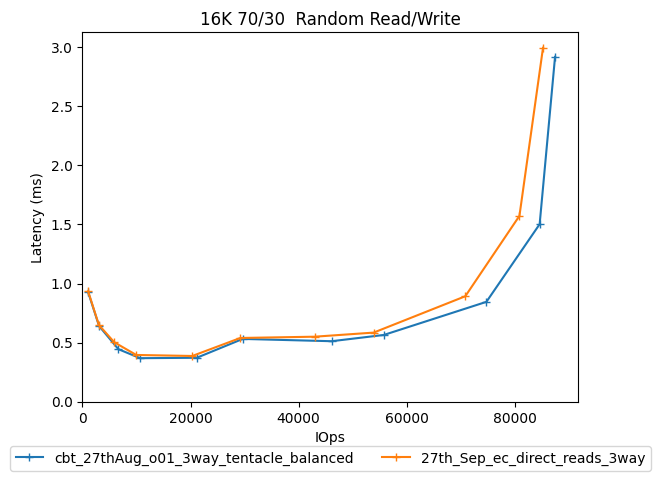 16K 70/30  Random Read/Write
3.0
2.5
2.0
1.5
1.0
0.5
0.0
Latency (ms)
0 20000 40000 60000 80000
IOps
cbt_27thAug_o01_3way_tentacle_balanced 27th_Sep_ec_direct_reads_3way